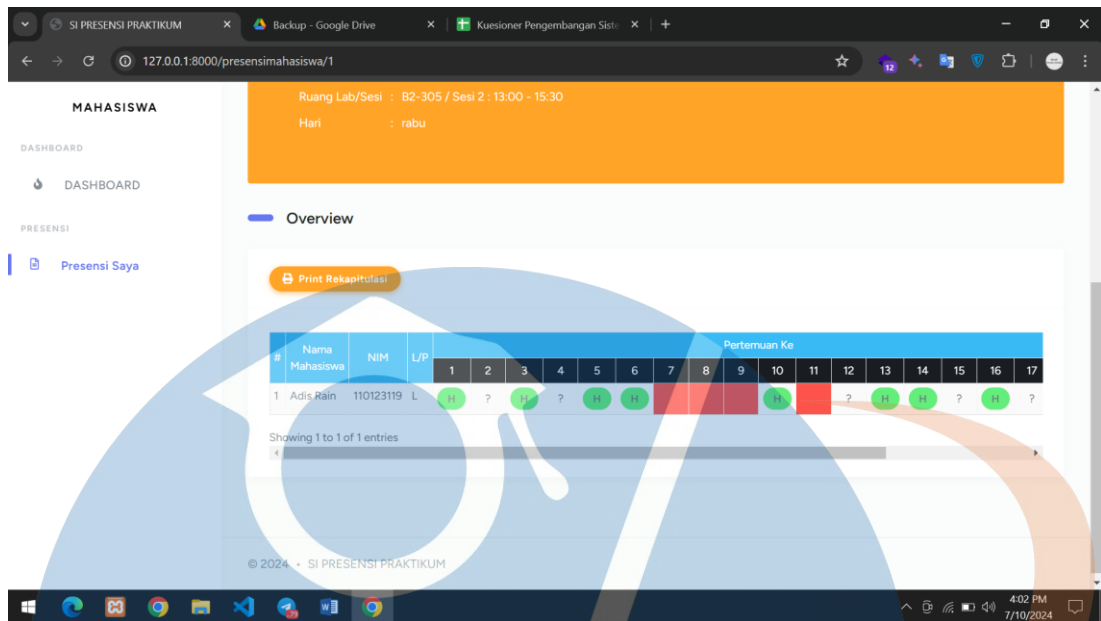 SI PRESENSI PRAKTIKUM
Backup - Google Drive
Kuesioner Pengembangan Siste
127.0.0.1:8000/presensimahasiswa/1
12
MAHASISWA
Ruang Lab/Sesi : B2-305 / Sesi 2 : 13:00 - 15:30
Hari : rabu
DASHBOARD
DASHBOARD
PRESENSI
Presensi Saya
Overview
Print Rekapitulasi
# Nama Mahasiswa NIM L/P Pertemuan Ke
1 2 3 4 5 6 7 8 9 10 11 12 13 14 15 16 17
1 Adis Rain 110123119 L H ? H ? H H H ? H H ? H ?
Showing 1 to 1 of 1 entries
© 2024 • SI PRESENSI PRAKTIKUM
4:02 PM
7/10/2024